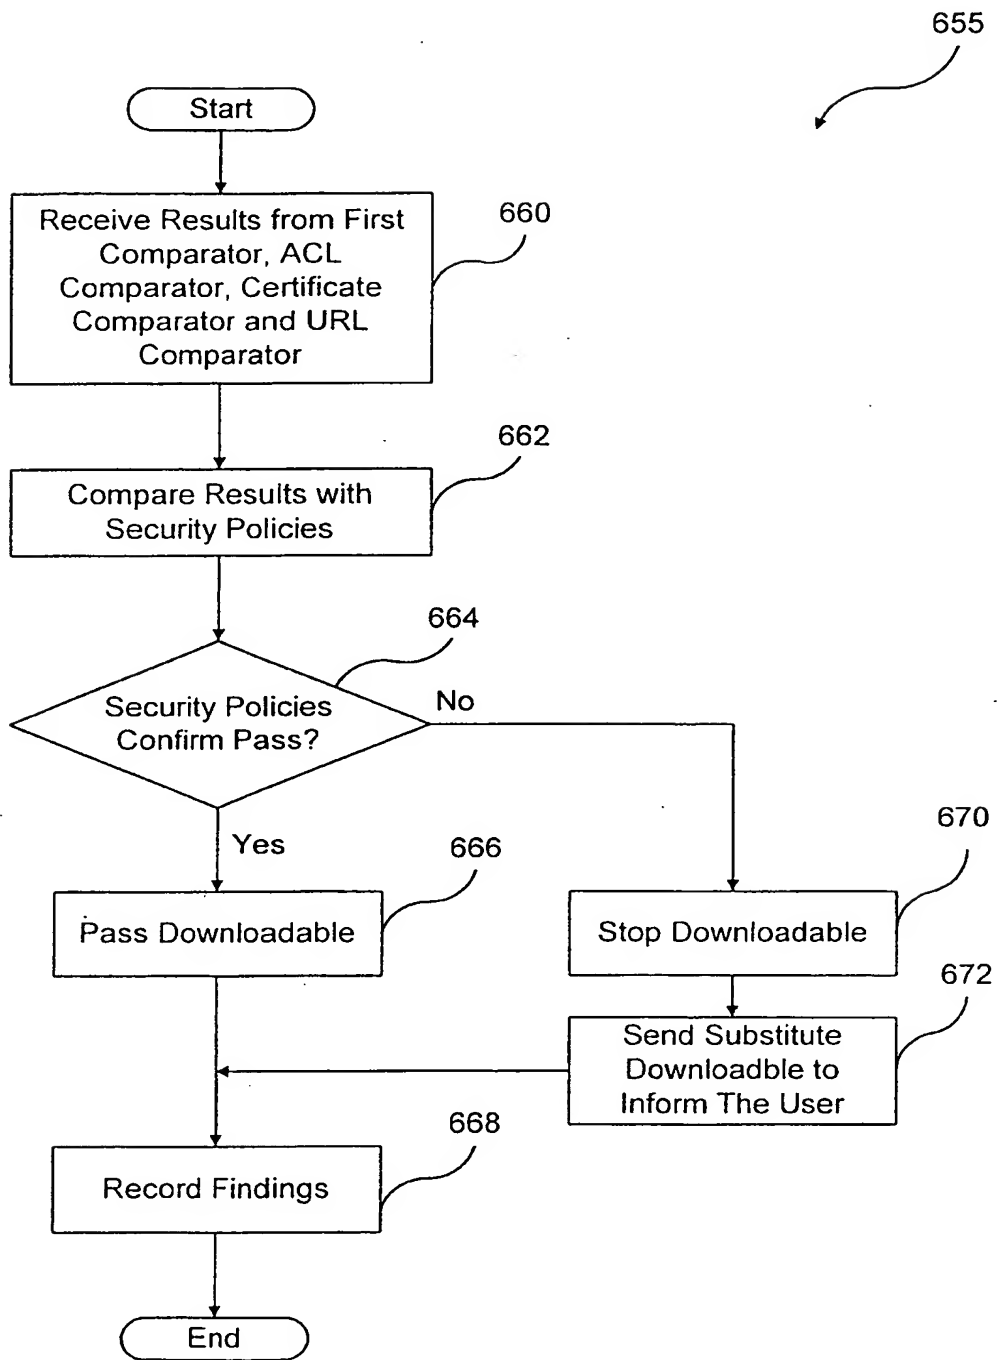 655
Start
660
Receive Results from First
Comparator, ACL
Comparator, Certificate
Comparator and URL
Comparator
662
Compare Results with
Security Policies
664
Security Policies
Confirm Pass?
No
Yes
666
Pass Downloadable
670
Stop Downloadable
672
Send Substitute
Downloadble to
Inform The User
668
Record Findings
End